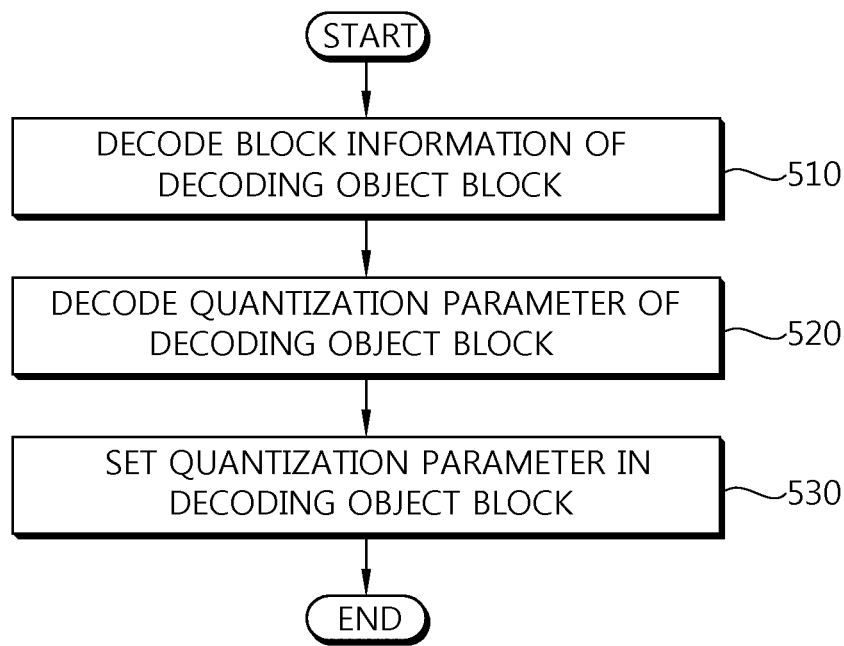 START
DECODE BLOCK INFORMATION OF
DECODING OBJECT BLOCK
510
DECODE QUANTIZATION PARAMETER OF
DECODING OBJECT BLOCK
520
SET QUANTIZATION PARAMETER IN
DECODING OBJECT BLOCK
530
END